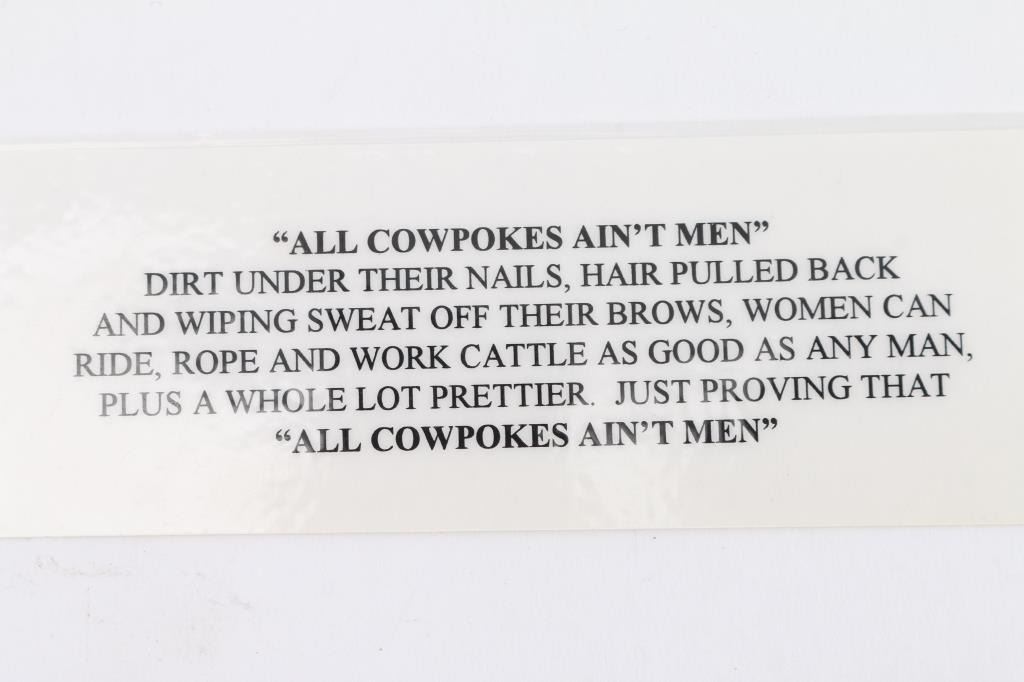 “ALL COWPOKES AIN’T MEN”
DIRT UNDER THEIR NAILS, HAIR PULLED BACK
AND WIPING SWEAT OFF THEIR BROWS, WOMEN CAN
RIDE, ROPE AND WORK CATTLE AS GOOD AS ANY MAN,
PLUS A WHOLE LOT PRETTIER.  JUST PROVING THAT
“ALL COWPOKES AIN’T MEN”